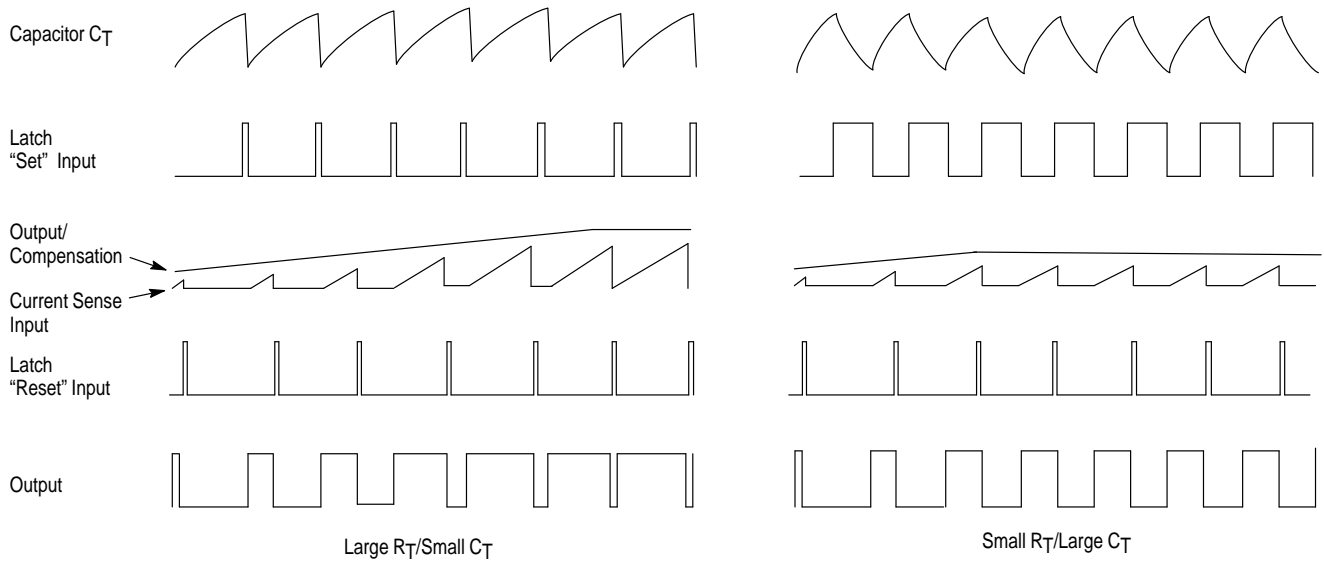 Capacitor CT
Latch
“Set” Input
Output/
Compensation
Current Sense
Input
Latch
“Reset” Input
Output
Large RT/Small CT
Small RT/Large CT